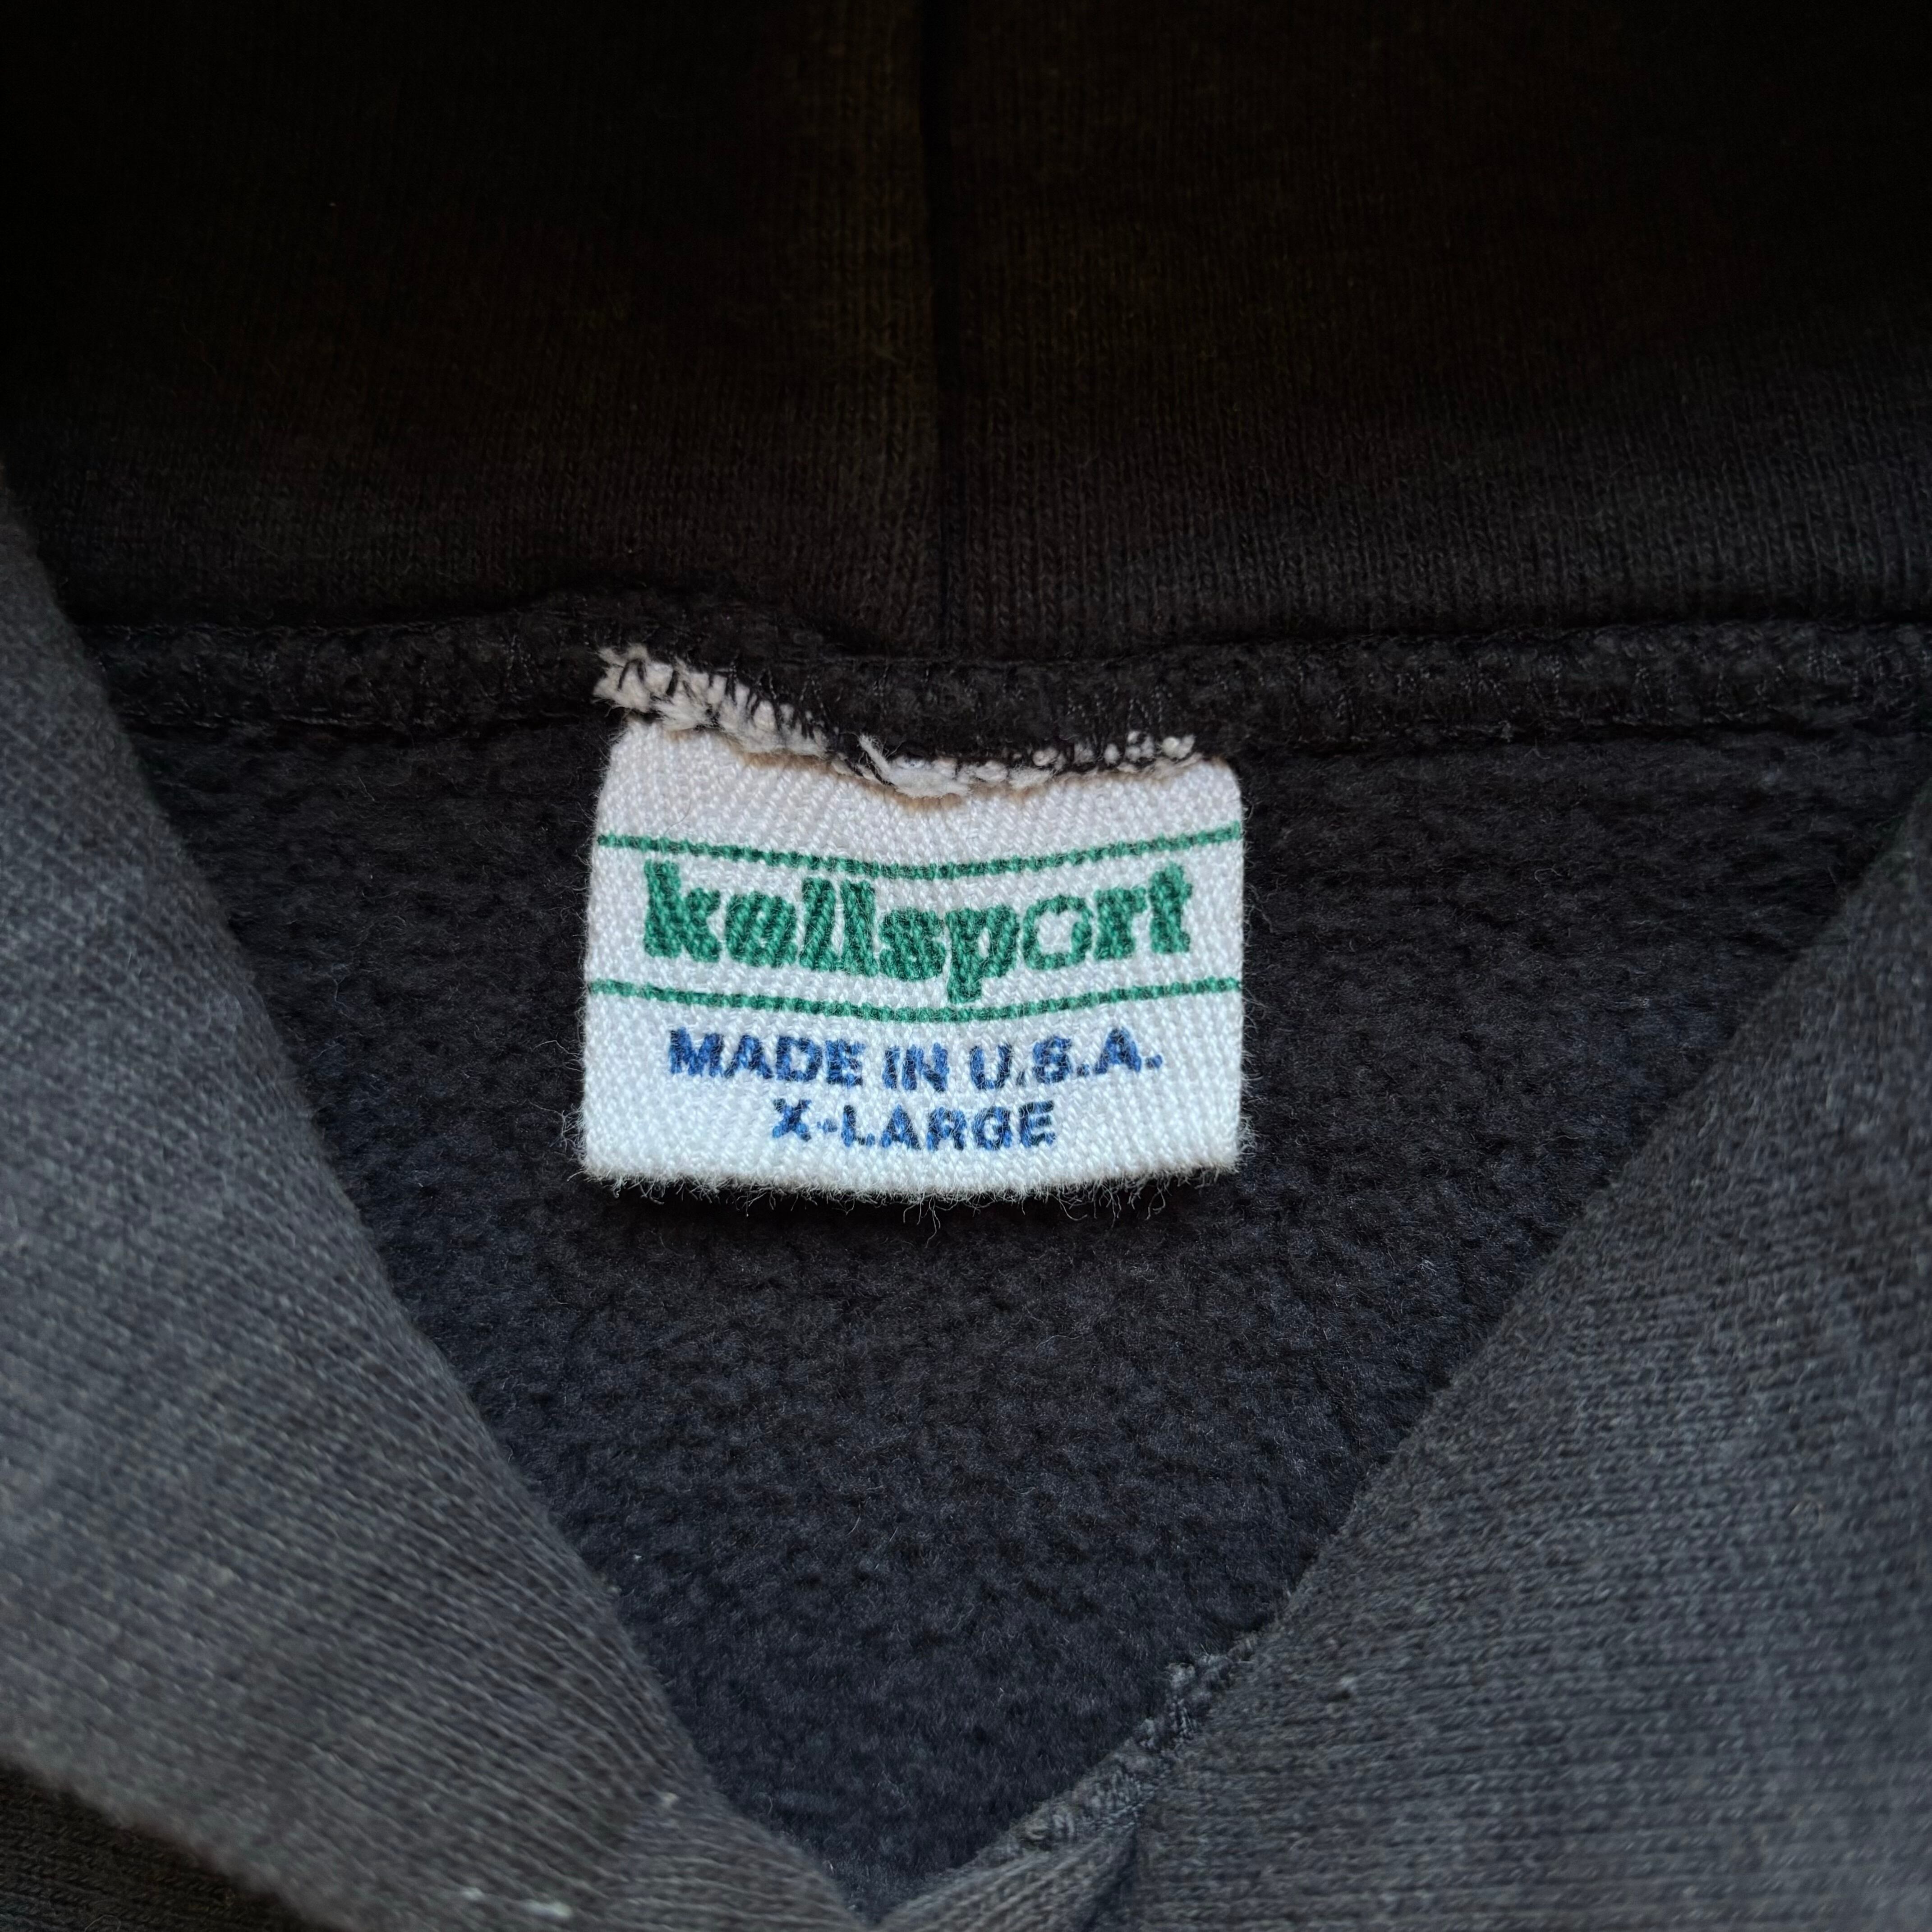 kellsport
MADE IN U.S.A.
X-LARGE